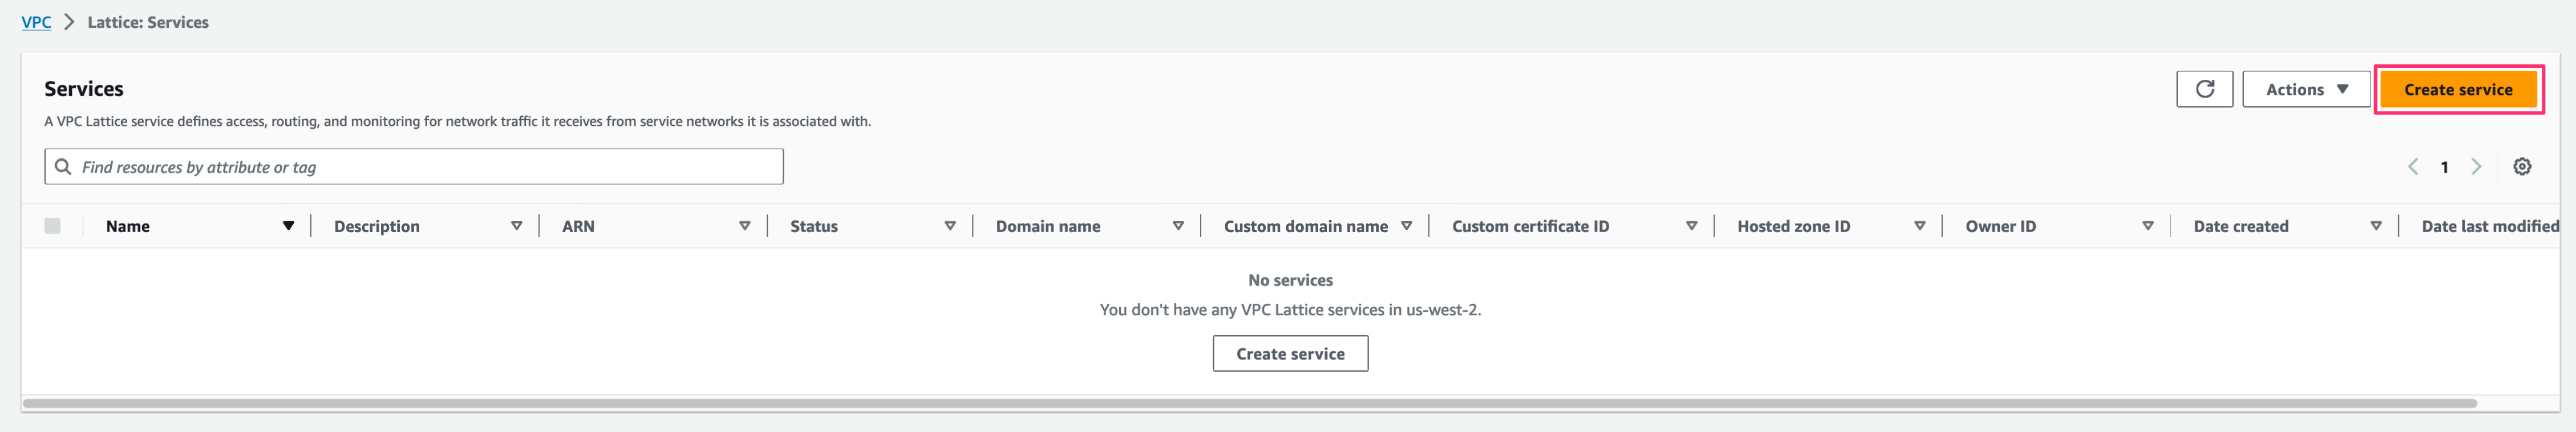 VPC > Lattice: Services
Services
Actions
Create service
A VPC Lattice service defines access, routing, and monitoring for network traffic it receives from service networks it is associated with.
Find resources by attribute or tag
1
Name Description ARN Status Domain name Custom domain name Custom certificate ID Hosted zone ID Owner ID Date created Date last modified
No services
You don't have any VPC Lattice services in us-west-2.
Create service